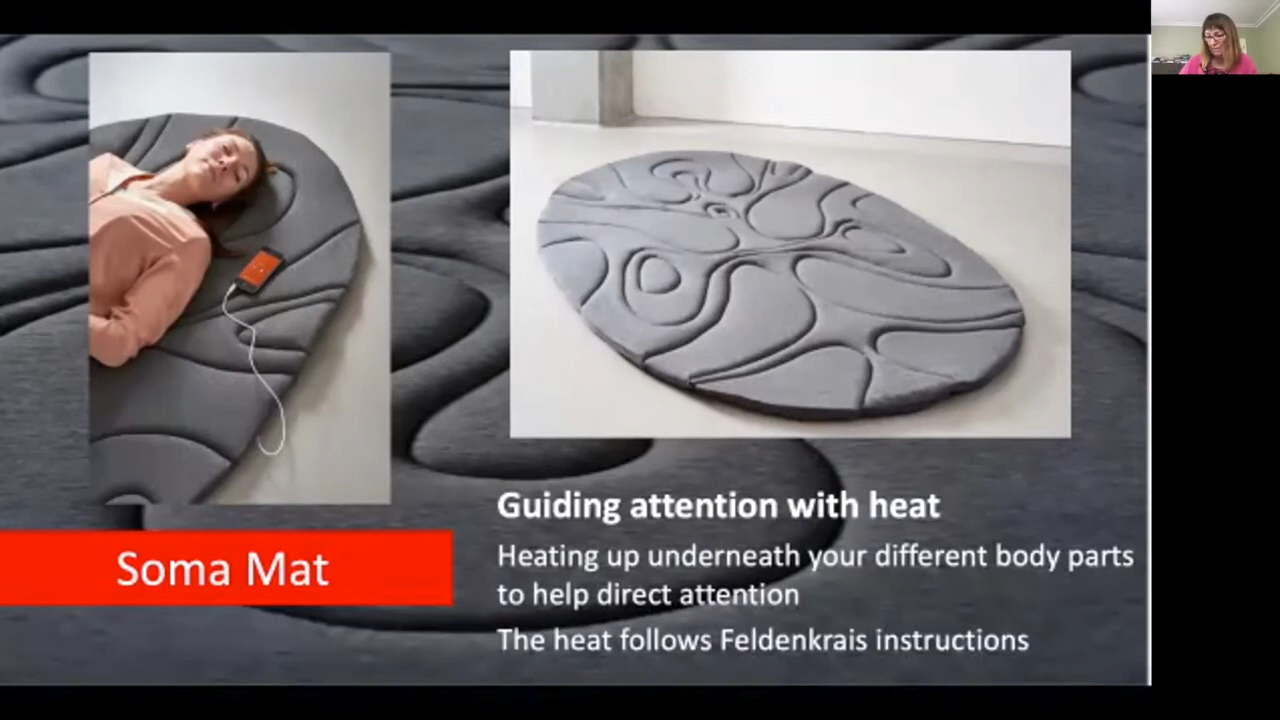 Soma Mat
Guiding attention with heat
Heating up underneath your different body parts
to help direct attention
The heat follows Feldenkrais instructions